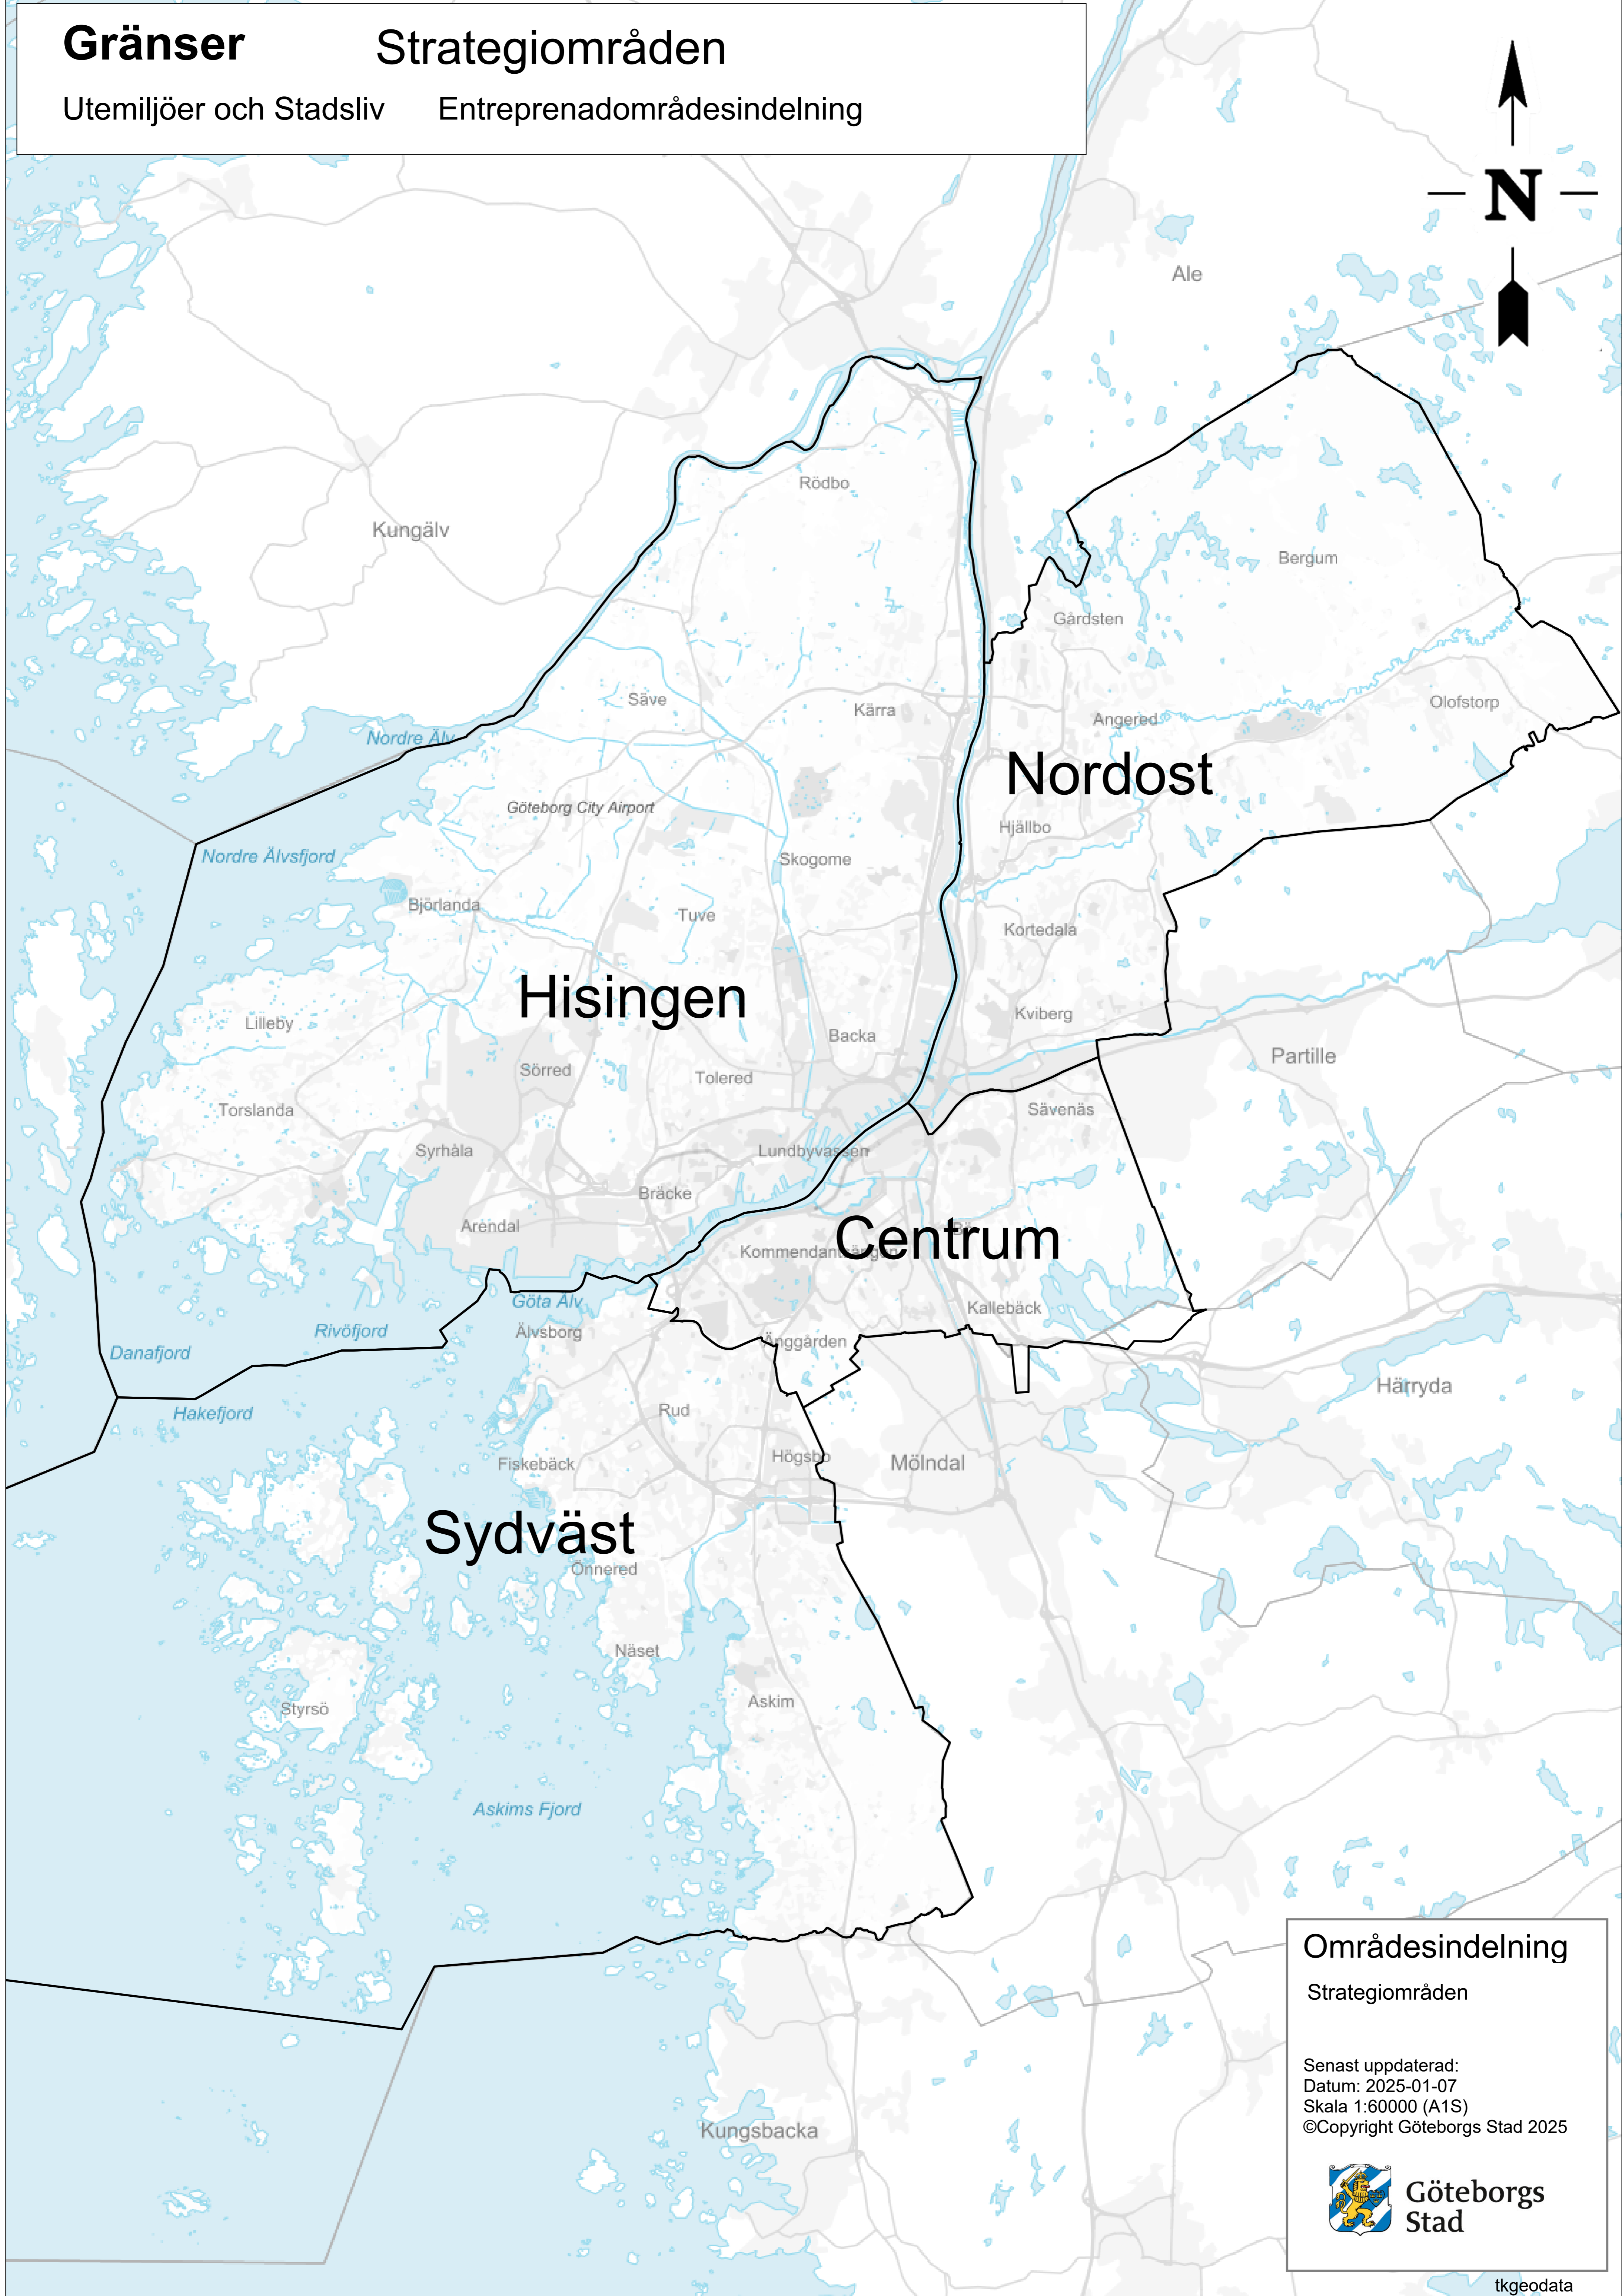 Gränser Strategiområden
Utemiljöer och Stadsliv Entreprenadområdesindelning
N
Ale
Rödbo
Kungälv
Bergum
Gårdsten
Säve
Kärra
Olofstorp
Angered
Nordre Älv
Nordost
Göteborg City Airport
Hjällbo
Nordre Älvsfjord
Skogome
Björlanda
Tuve
Kortedala
Hisingen
Lilleby
Kviberg
Backa
Partille
Sörred
Tolered
Torslanda
Sävenäs
Syrhåla
Lundbyvassen
Bräcke
Arendal
Centrum
Kommendantsängen
Göta Älv
Kallebäck
Rivöfjord
Älvsborg
Änggården
Danafjord
Härryda
Hakefjord
Rud
Högsbo
Mölndal
Fiskebäck
Sydväst
Önnered
Näset
Askim
Styrsö
Askims Fjord
Kungsbacka
Områdesindelning
Strategiområden
Senast uppdaterad:
Datum: 2025-01-07
Skala 1:60000 (A1S)
©Copyright Göteborgs Stad 2025
Göteborgs
Stad
tkgeodata